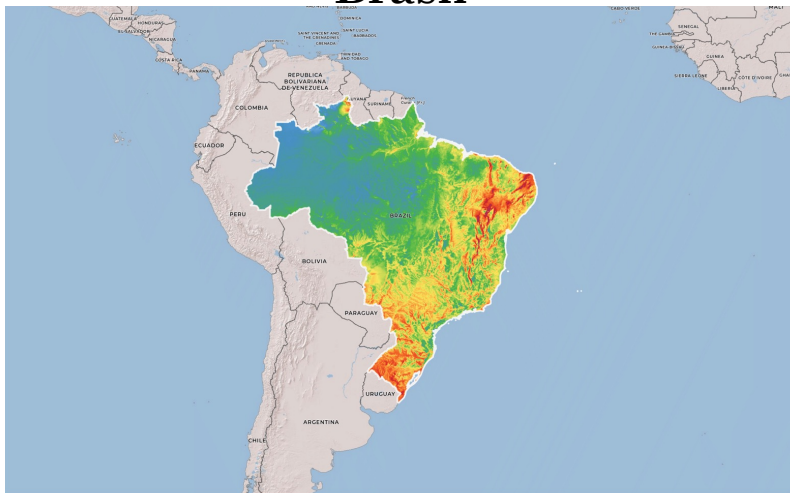 Brasil
GUATEMALA
HONDURAS
EL SALVADOR
NICARAGUA
COSTA RICA
PANAMA
DOMINICA
SAINT VINCENT AND
THE GRENADINES
GRENADA
SAINT LUCIA
BARBADOS
TRINIDAD
AND TOBACO
CABO VERDE
MALI
SENEGAL
THE GAMBIA
GUINEA-BISSAU
GUINEA
SIERRA LEONE
LIBERIA
CÔTE D'IVOIRE
REPUBLICA
BOLIVARIANA
DE VENEZUELA
GUYANA
SURINAME
COLOMBIA
ECUADOR
PERU
BRAZIL
BOLIVIA
PARAGUAY
URUGUAY
ARGENTINA
CHILE